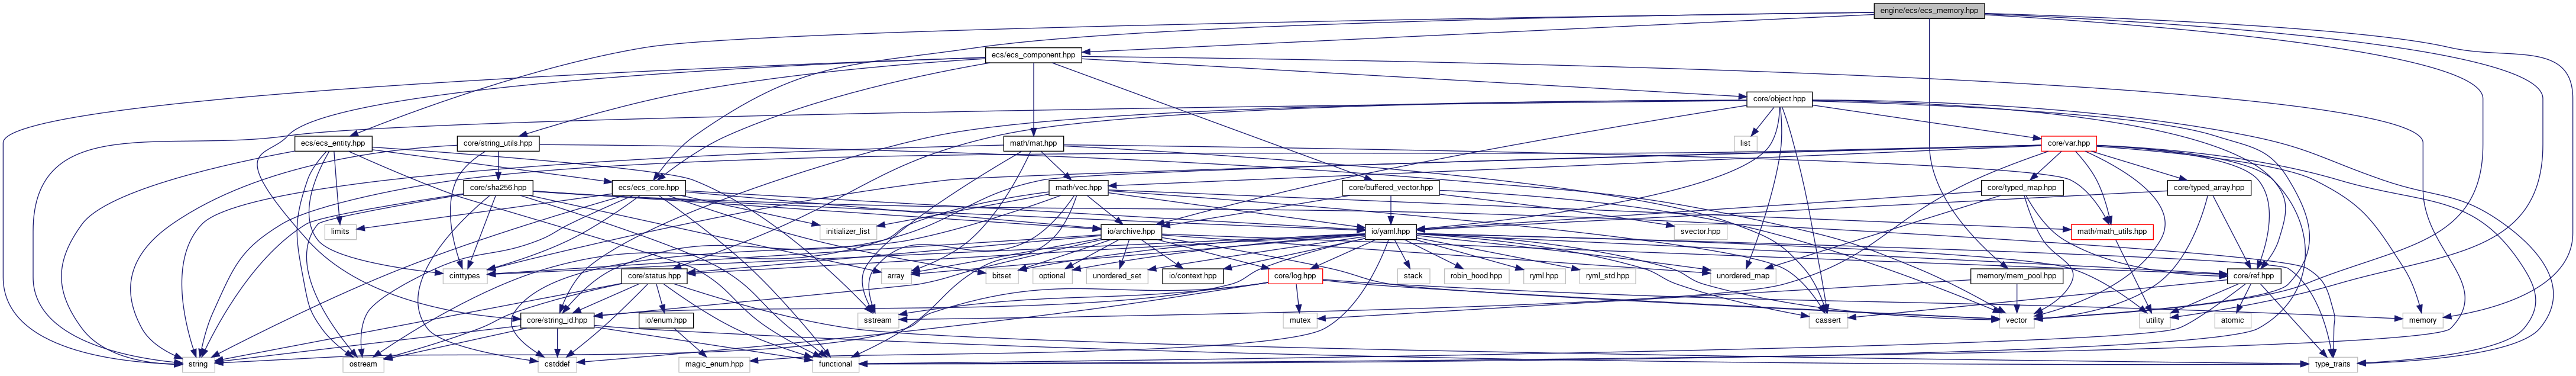 engine/ecs/ecs_memory.hpp
ecs/ecs_component.hpp
core/object.hpp
ecs/ecs_entity.hpp
core/string_utils.hpp
math/mat.hpp
list
core/var.hpp
core/sha256.hpp
ecs/ecs_core.hpp
math/vec.hpp
core/buffered_vector.hpp
core/typed_map.hpp
core/typed_array.hpp
limits
initializer_list
io/archive.hpp
io/yaml.hpp
svector.hpp
math/math_utils.hpp
cinttypes
core/status.hpp
array
bitset
optional
unordered_set
io/context.hpp
core/log.hpp
stack
robin_hood.hpp
ryml.hpp
ryml_std.hpp
unordered_map
memory/mem_pool.hpp
core/ref.hpp
core/string_id.hpp
io/enum.hpp
sstream
mutex
cassert
vector
utility
atomic
memory
string
ostream
cstddef
magic_enum.hpp
functional
type_traits